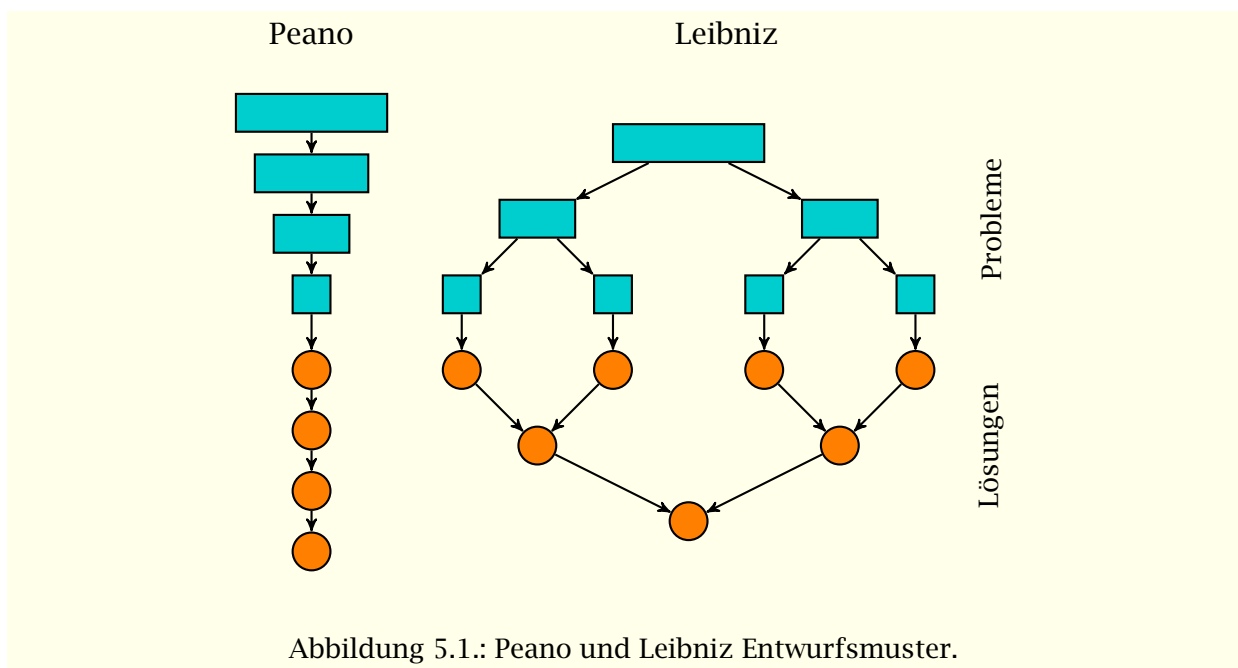 Peano
Leibniz
Probleme
Lösungen
Abbildung 5.1.: Peano und Leibniz Entwurfsmuster.